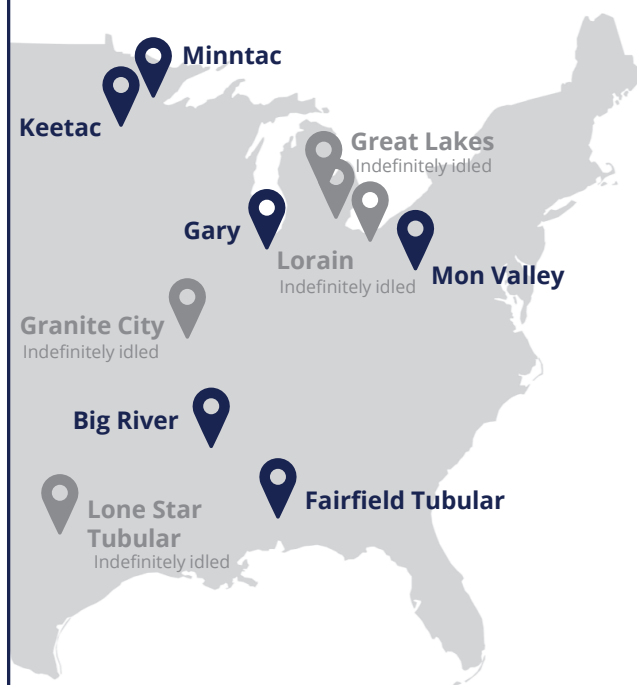 Minntac
Keetac
Great Lakes
Indefinitely idled
Gary
Lorain
Indefinitely idled
Mon Valley
Granite City
Indefinitely idled
Big River
Fairfield Tubular
Lone Star
Tubular
Indefinitely idled